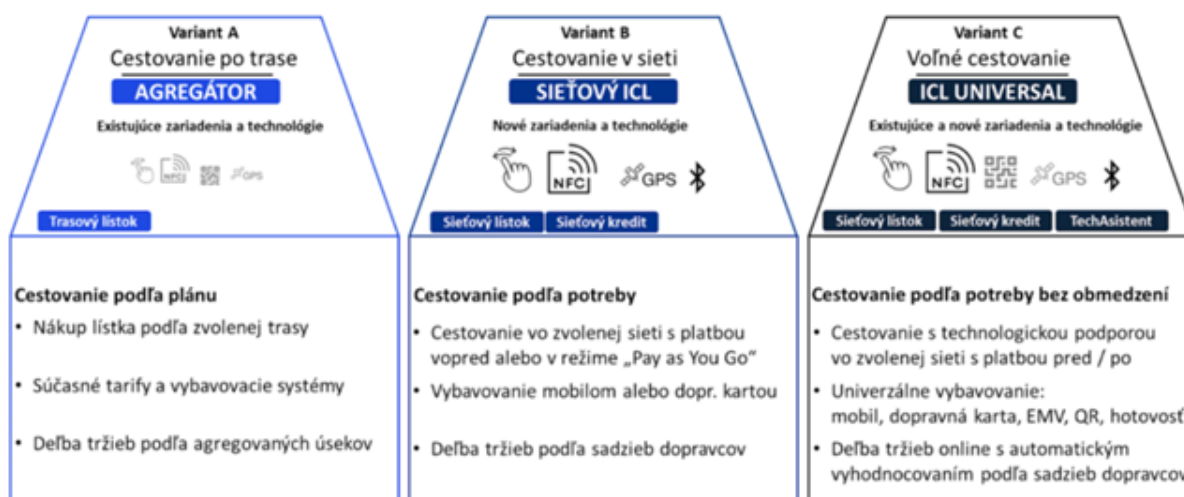 Variant A
Cestovanie po trase
AGREGÁTOR
Existujúce zariadenia a technológie
NFC
GPS
Trasový lístok
Cestovanie podľa plánu
• Nákup lístka podľa zvolenej trasy
• Súčasné tarify a vybavovacie systémy
• Deľba tržieb podľa agregovaných úsekov
Variant B
Cestovanie v sieti
SIEŤOVÝ ICL
Nové zariadenia a technológie
NFC
GPS
Sieťový lístok
Sieťový kredit
Cestovanie podľa potreby
• Cestovanie vo zvolenej sieti s platbou
vopred alebo v režime „Pay as You Go"
• Vybavovanie mobilom alebo dopr. kartou
• Deľba tržieb podľa sadzieb dopravcov
Variant C
Voľné cestovanie
ICL UNIVERSAL
Existujúce a nové zariadenia a technológie
NFC
GPS
Sieťový lístok
Sieťový kredit
TechAsistent
Cestovanie podľa potreby bez obmedzení
• Cestovanie s technologickou podporou
vo zvolenej sieti s platbou pred / po
• Univerzálne vybavovanie:
mobil, dopravná karta, EMV, QR, hotovosť
• Deľba tržieb online s automatickým
vyhodnocovaním podľa sadzieb dopravcov